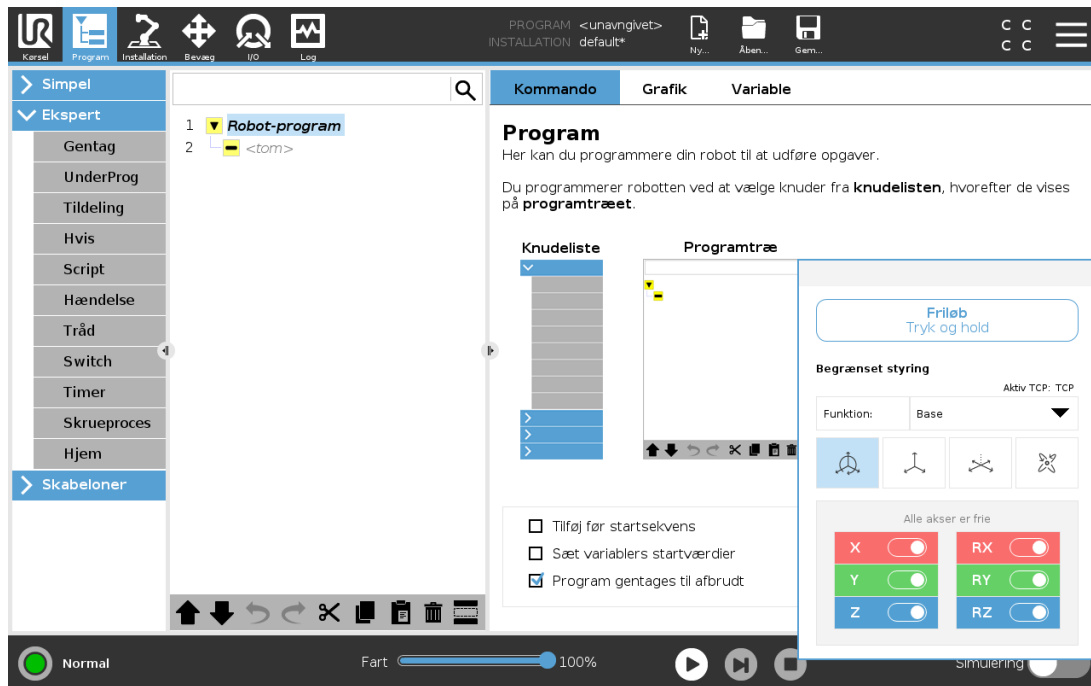 PROGRAM <unavngivet>
INSTALLATION default*
Kørsel
Program
Installation
Bevæg
I/O
Log
Ny...
Åben...
Gem...
C C
C C
Simpel
Ekspert
Gentag
UnderProg
Tildeling
Hvis
Script
Hændelse
Tråd
Switch
Timer
Skrueproces
Hjem
Skabeloner
1 Robot-program
2 <tom>
Kommando
Grafik
Variable
Program
Her kan du programmere din robot til at udføre opgaver.
Du programmerer robotten ved at vælge knuder fra knudelisten, hvorefter de vises
på programtræet.
Knudeliste
Programtræ
Tilføj før startsekvens
Sæt variablers startværdier
Program gentages til afbrudt
Friløb
Tryk og hold
Begrænset styring
Aktiv TCP: TCP
Funktion: Base
Alle akser er frie
X RX
Y RY
Z RZ
Normal
Fart 100%
Simulering